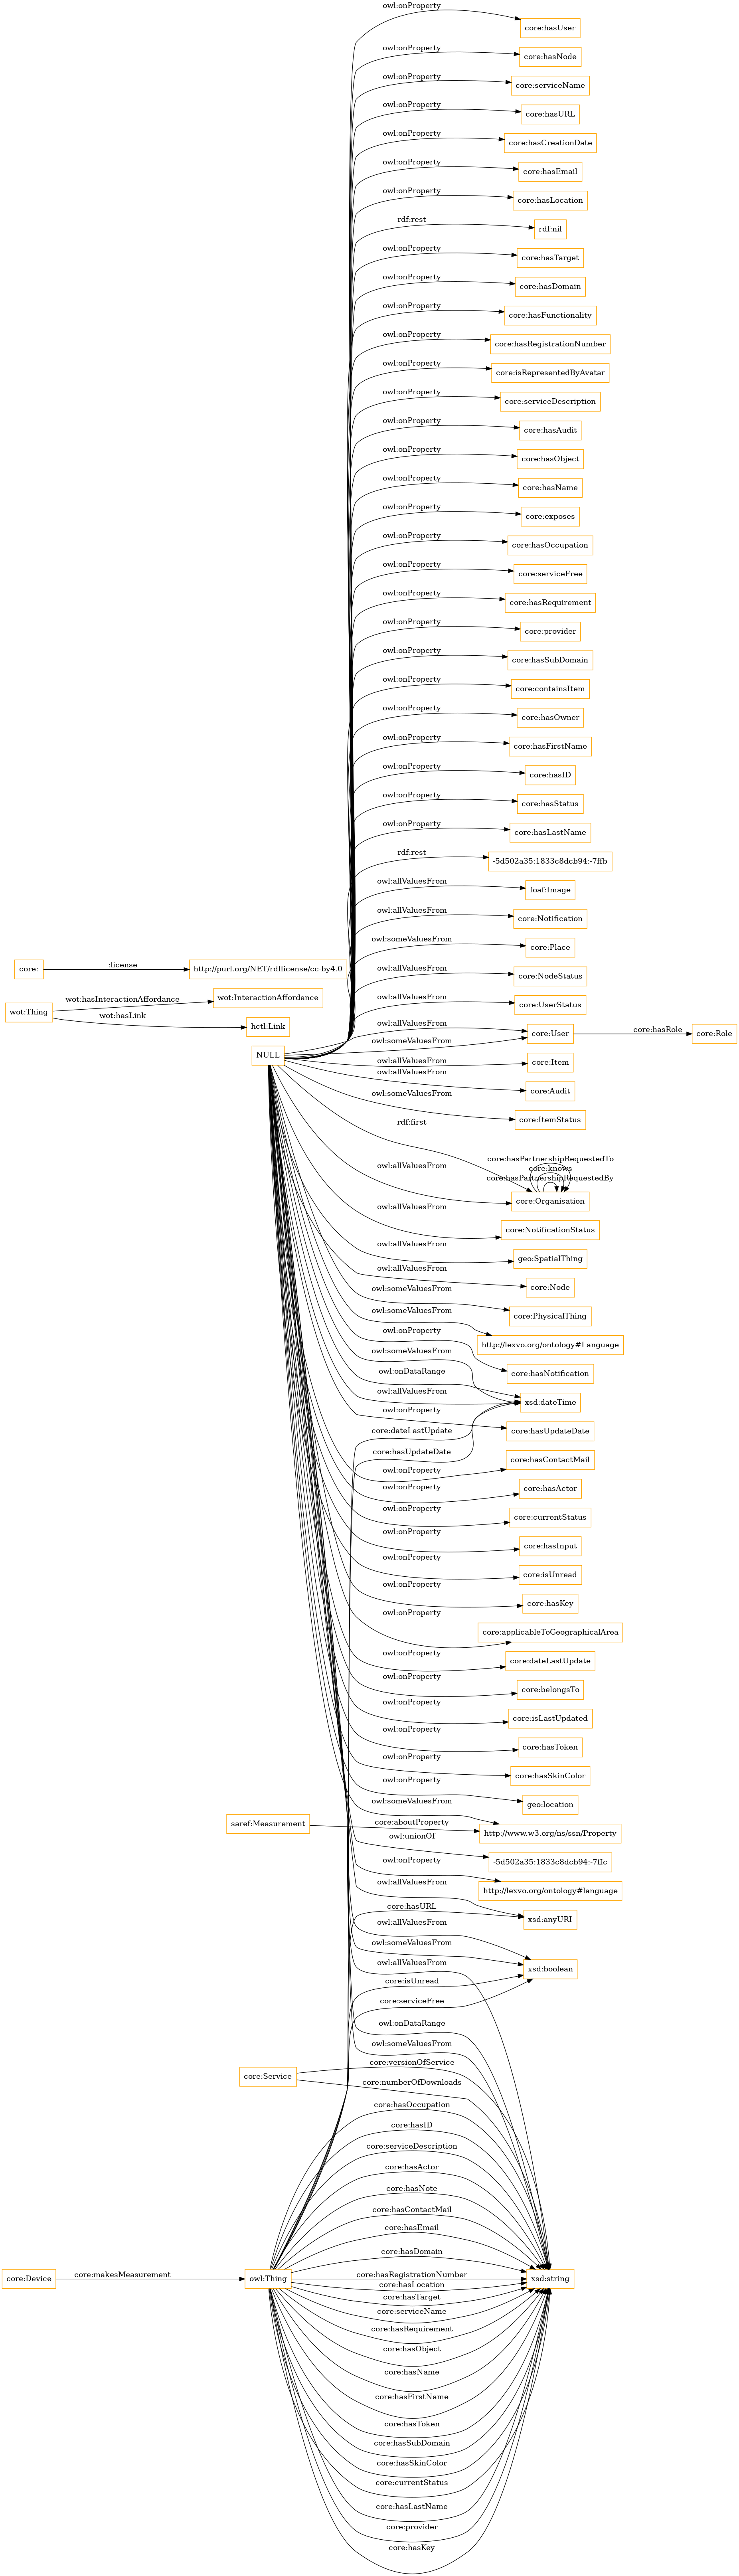 owl:onProperty
core:hasUser
owl:onProperty
core:hasNode
owl:onProperty
core:serviceName
owl:onProperty
core:hasURL
owl:onProperty
core:hasCreationDate
owl:onProperty
core:hasEmail
owl:onProperty
core:hasLocation
rdf:rest
rdf:nil
owl:onProperty
core:hasTarget
owl:onProperty
core:hasDomain
owl:onProperty
core:hasFunctionality
owl:onProperty
core:hasRegistrationNumber
owl:onProperty
core:isRepresentedByAvatar
owl:onProperty
core:serviceDescription
owl:onProperty
core:hasAudit
owl:onProperty
core:hasObject
owl:onProperty
core:hasName
owl:onProperty
core:exposes
owl:onProperty
core:hasOccupation
owl:onProperty
core:serviceFree
owl:onProperty
core:hasRequirement
owl:onProperty
core:provider
owl:onProperty
core:hasSubDomain
owl:onProperty
core:containsItem
owl:onProperty
core:hasOwner
owl:onProperty
core:hasFirstName
owl:onProperty
core:hasID
owl:onProperty
core:hasStatus
owl:onProperty
core:hasLastName
rdf:rest
-5d502a35:1833c8dcb94:-7ffb
owl:allValuesFrom
foaf:Image
owl:allValuesFrom
core:Notification
owl:someValuesFrom
core:Place
core:
:license
http://purl.org/NET/rdflicense/cc-by4.0
owl:allValuesFrom
core:NodeStatus
wot:Thing
wot:hasInteractionAffordance
wot:InteractionAffordance
wot:hasLink
hctl:Link
owl:allValuesFrom
core:UserStatus
owl:allValuesFrom
owl:someValuesFrom
core:User
core:hasRole
core:Role
NULL
owl:allValuesFrom
core:Item
owl:allValuesFrom
core:Audit
owl:someValuesFrom
core:ItemStatus
rdf:first
core:hasPartnershipRequestedTo
core:knows
core:hasPartnershipRequestedBy
owl:allValuesFrom
core:Organisation
owl:allValuesFrom
core:NotificationStatus
owl:allValuesFrom
geo:SpatialThing
owl:allValuesFrom
core:Node
owl:someValuesFrom
core:PhysicalThing
owl:someValuesFrom
http://lexvo.org/ontology#Language
owl:onProperty
core:hasNotification
owl:someValuesFrom
owl:onDataRange
owl:allValuesFrom
xsd:dateTime
owl:onProperty
core:hasUpdateDate
core:dateLastUpdate
core:hasUpdateDate
owl:onProperty
core:hasContactMail
owl:onProperty
core:hasActor
owl:onProperty
core:currentStatus
owl:onProperty
core:hasInput
owl:onProperty
core:isUnread
owl:onProperty
core:hasKey
owl:onProperty
core:applicableToGeographicalArea
owl:onProperty
core:dateLastUpdate
owl:onProperty
core:belongsTo
owl:onProperty
core:isLastUpdated
owl:onProperty
core:hasToken
owl:onProperty
core:hasSkinColor
owl:onProperty
geo:location
owl:someValuesFrom
saref:Measurement
core:aboutProperty
http://www.w3.org/ns/ssn/Property
owl:unionOf
-5d502a35:1833c8dcb94:-7ffc
owl:onProperty
http://lexvo.org/ontology#language
owl:allValuesFrom
core:hasURL
xsd:anyURI
owl:allValuesFrom
owl:someValuesFrom
xsd:boolean
owl:allValuesFrom
core:isUnread
core:serviceFree
owl:onDataRange
owl:someValuesFrom
core:Service
core:versionOfService
core:numberOfDownloads
core:hasOccupation
core:hasID
core:serviceDescription
core:hasActor
core:hasNote
core:hasContactMail
core:hasEmail
core:hasDomain
core:Device
core:makesMeasurement
owl:Thing
core:hasRegistrationNumber
xsd:string
core:hasLocation
core:hasTarget
core:serviceName
core:hasRequirement
core:hasObject
core:hasName
core:hasFirstName
core:hasToken
core:hasSubDomain
core:hasSkinColor
core:currentStatus
core:hasLastName
core:provider
core:hasKey